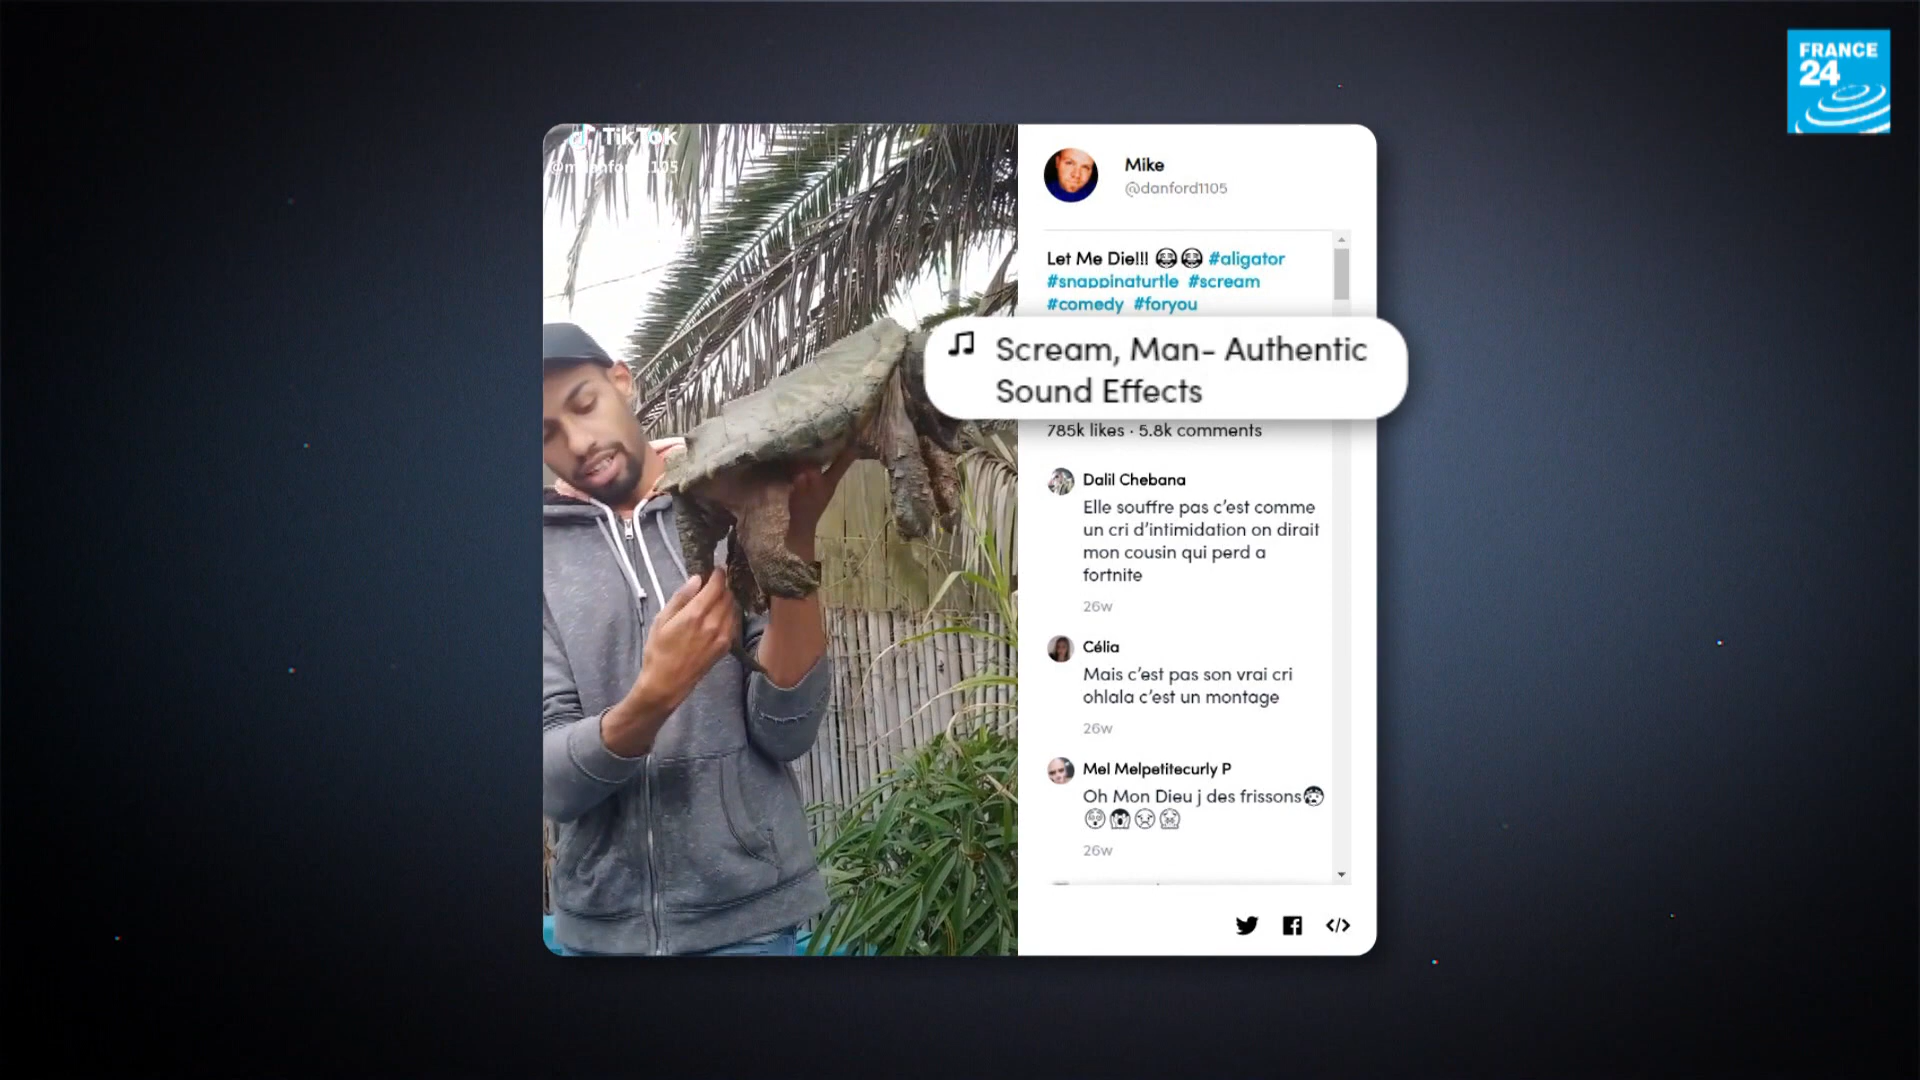 FRANCE
24
TikTok
Mike
@danford1105
Let Me Die!!! #aligator
#snappinaturtle #scream
#comedy #foryou
Scream, Man- Authentic
Sound Effects
785k likes · 5.8k comments
Dalil Chebana
Elle souffre pas c'est comme
un cri d'intimidation on dirait
mon cousin qui perd a
fortnite
26w
Célia
Mais c'est pas son vrai cri
ohlala c'est un montage
26w
Mel Melpetitecurly P
Oh Mon Dieu j des frissons
26w